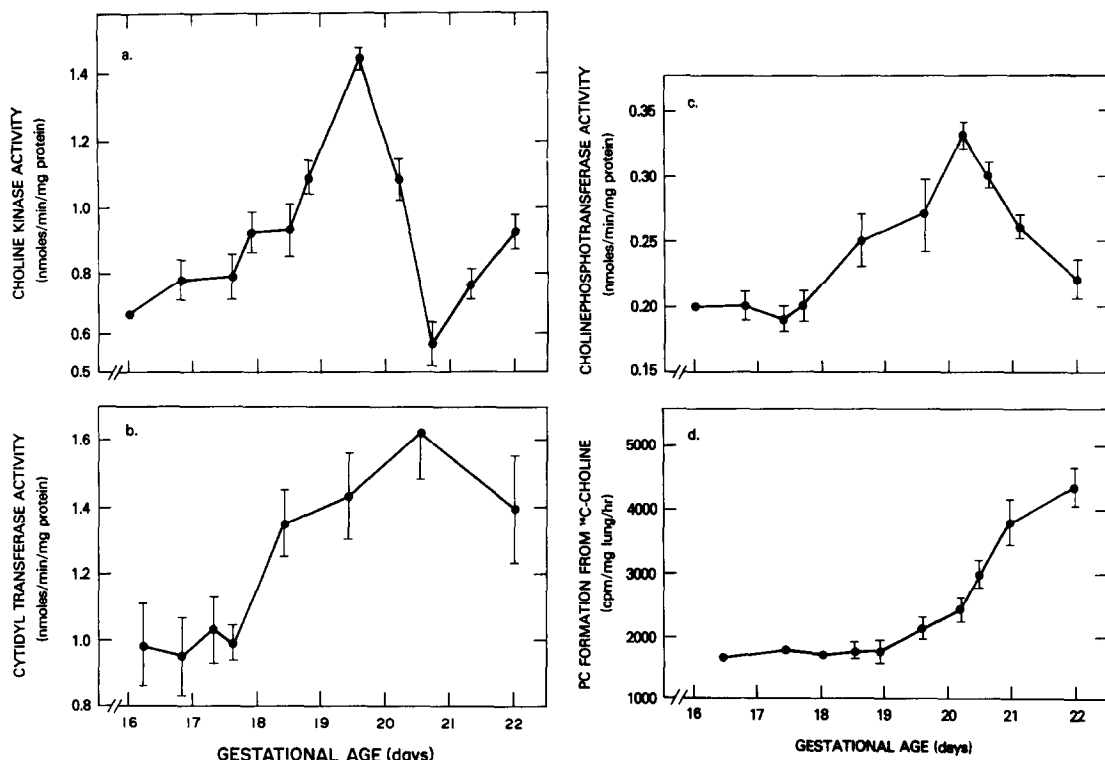 a.
CHOLINE KINASE ACTIVITY
(nmoles/min/mg protein)
1.4
1.2
1.0
0.8
0.6
0.5
b.
CYTIDYL TRANSFERASE ACTIVITY
(nmoles/min/mg protein)
1.6
1.4
1.2
1.0
0.8
16 17 18 19 20 21 22
GESTATIONAL AGE (days)
c.
CHOLINEPHOSPHOTRANSFERASE ACTIVITY
(nmoles/min/mg protein)
0.35
0.30
0.25
0.20
0.15
d.
PC FORMATION FROM ¹⁴C-CHOLINE
(cpm/mg lung/hr)
5000
4000
3000
2000
1000
16 17 18 19 20 21 22
GESTATIONAL AGE (days)